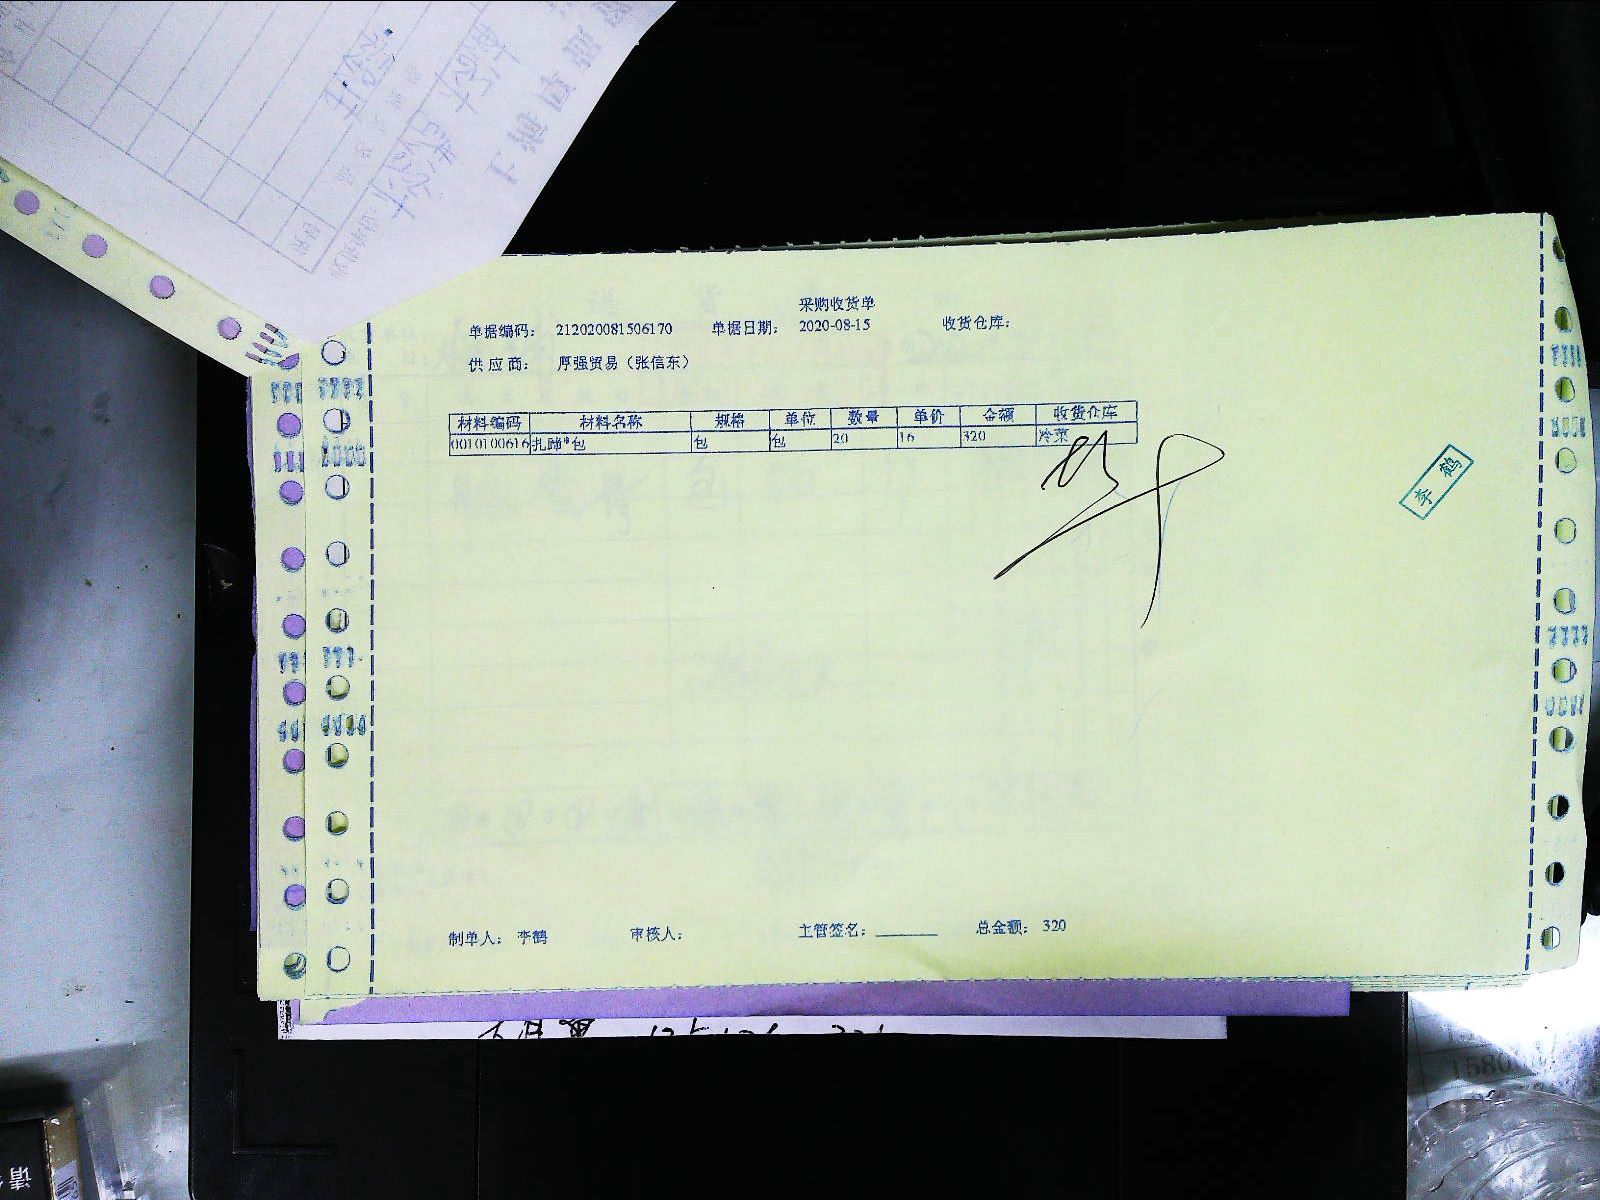 采购收货单
单据编码： 212020081506170 单据日期： 2020-08-15 收货仓库：
供应商： 厚强贸易（张信东）
材料编码 材料名称 规格 单位 数量 单价 金额 收货仓库
0010100616 扎蹄*包 包 包 20 16 320 冷菜
李鹤
制单人： 李鹤 审核人： 主管签名：_______ 总金额： 320